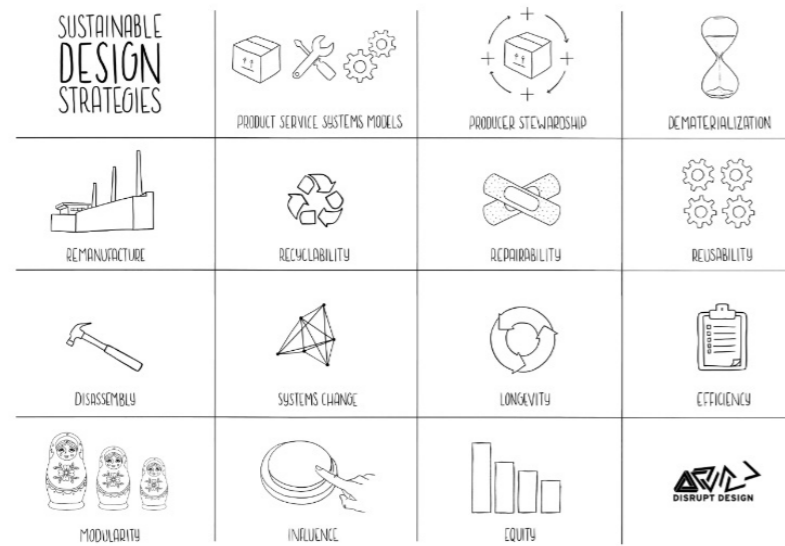 SUSTAINABLE
DESIGN
STRATEGIES
PRODUCT SERVICE SYSTEMS MODELS
PRODUCER STEWARDSHIP
DEMATERIALIZATION
REMANUFACTURE
RECYCLABILITY
REPAIRABILITY
REUSABILITY
DISASSEMBLY
SYSTEMS CHANGE
LONGEVITY
EFFICIENCY
MODULARITY
INFLUENCE
EQUITY
DISRUPT DESIGN